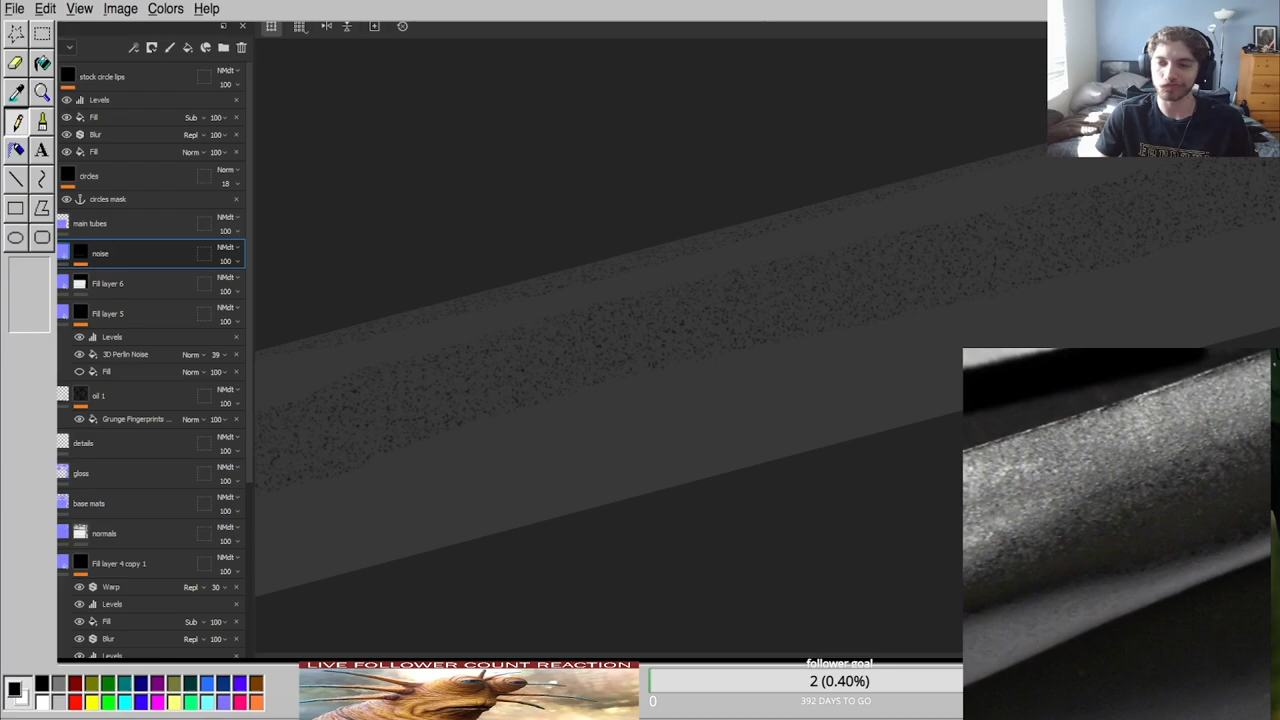 File Edit View Image Colors Help
stock circle lips NMdt
100
Levels
Fill Sub 100
Blur Repl 100
Fill Norm 100
circles Norm
18
circles mask
main tubes NMdt
100
noise NMdt
100
Fill layer 6 NMdt
100
Fill layer 5 NMdt
100
Levels
3D Perlin Noise Norm 39
Fill Norm 100
oil 1 NMdt
100
Grunge Fingerprints ... Norm 100
details NMdt
100
gloss NMdt
100
base mats NMdt
100
normals NMdt
100
Fill layer 4 copy 1 NMdt
100
Warp Repl 30
Levels
Fill Sub 100
Blur Repl 100
Levels
A
LIVE FOLLOWER COUNT REACTION
follower goal
2 (0.40%)
0
392 DAYS TO GO